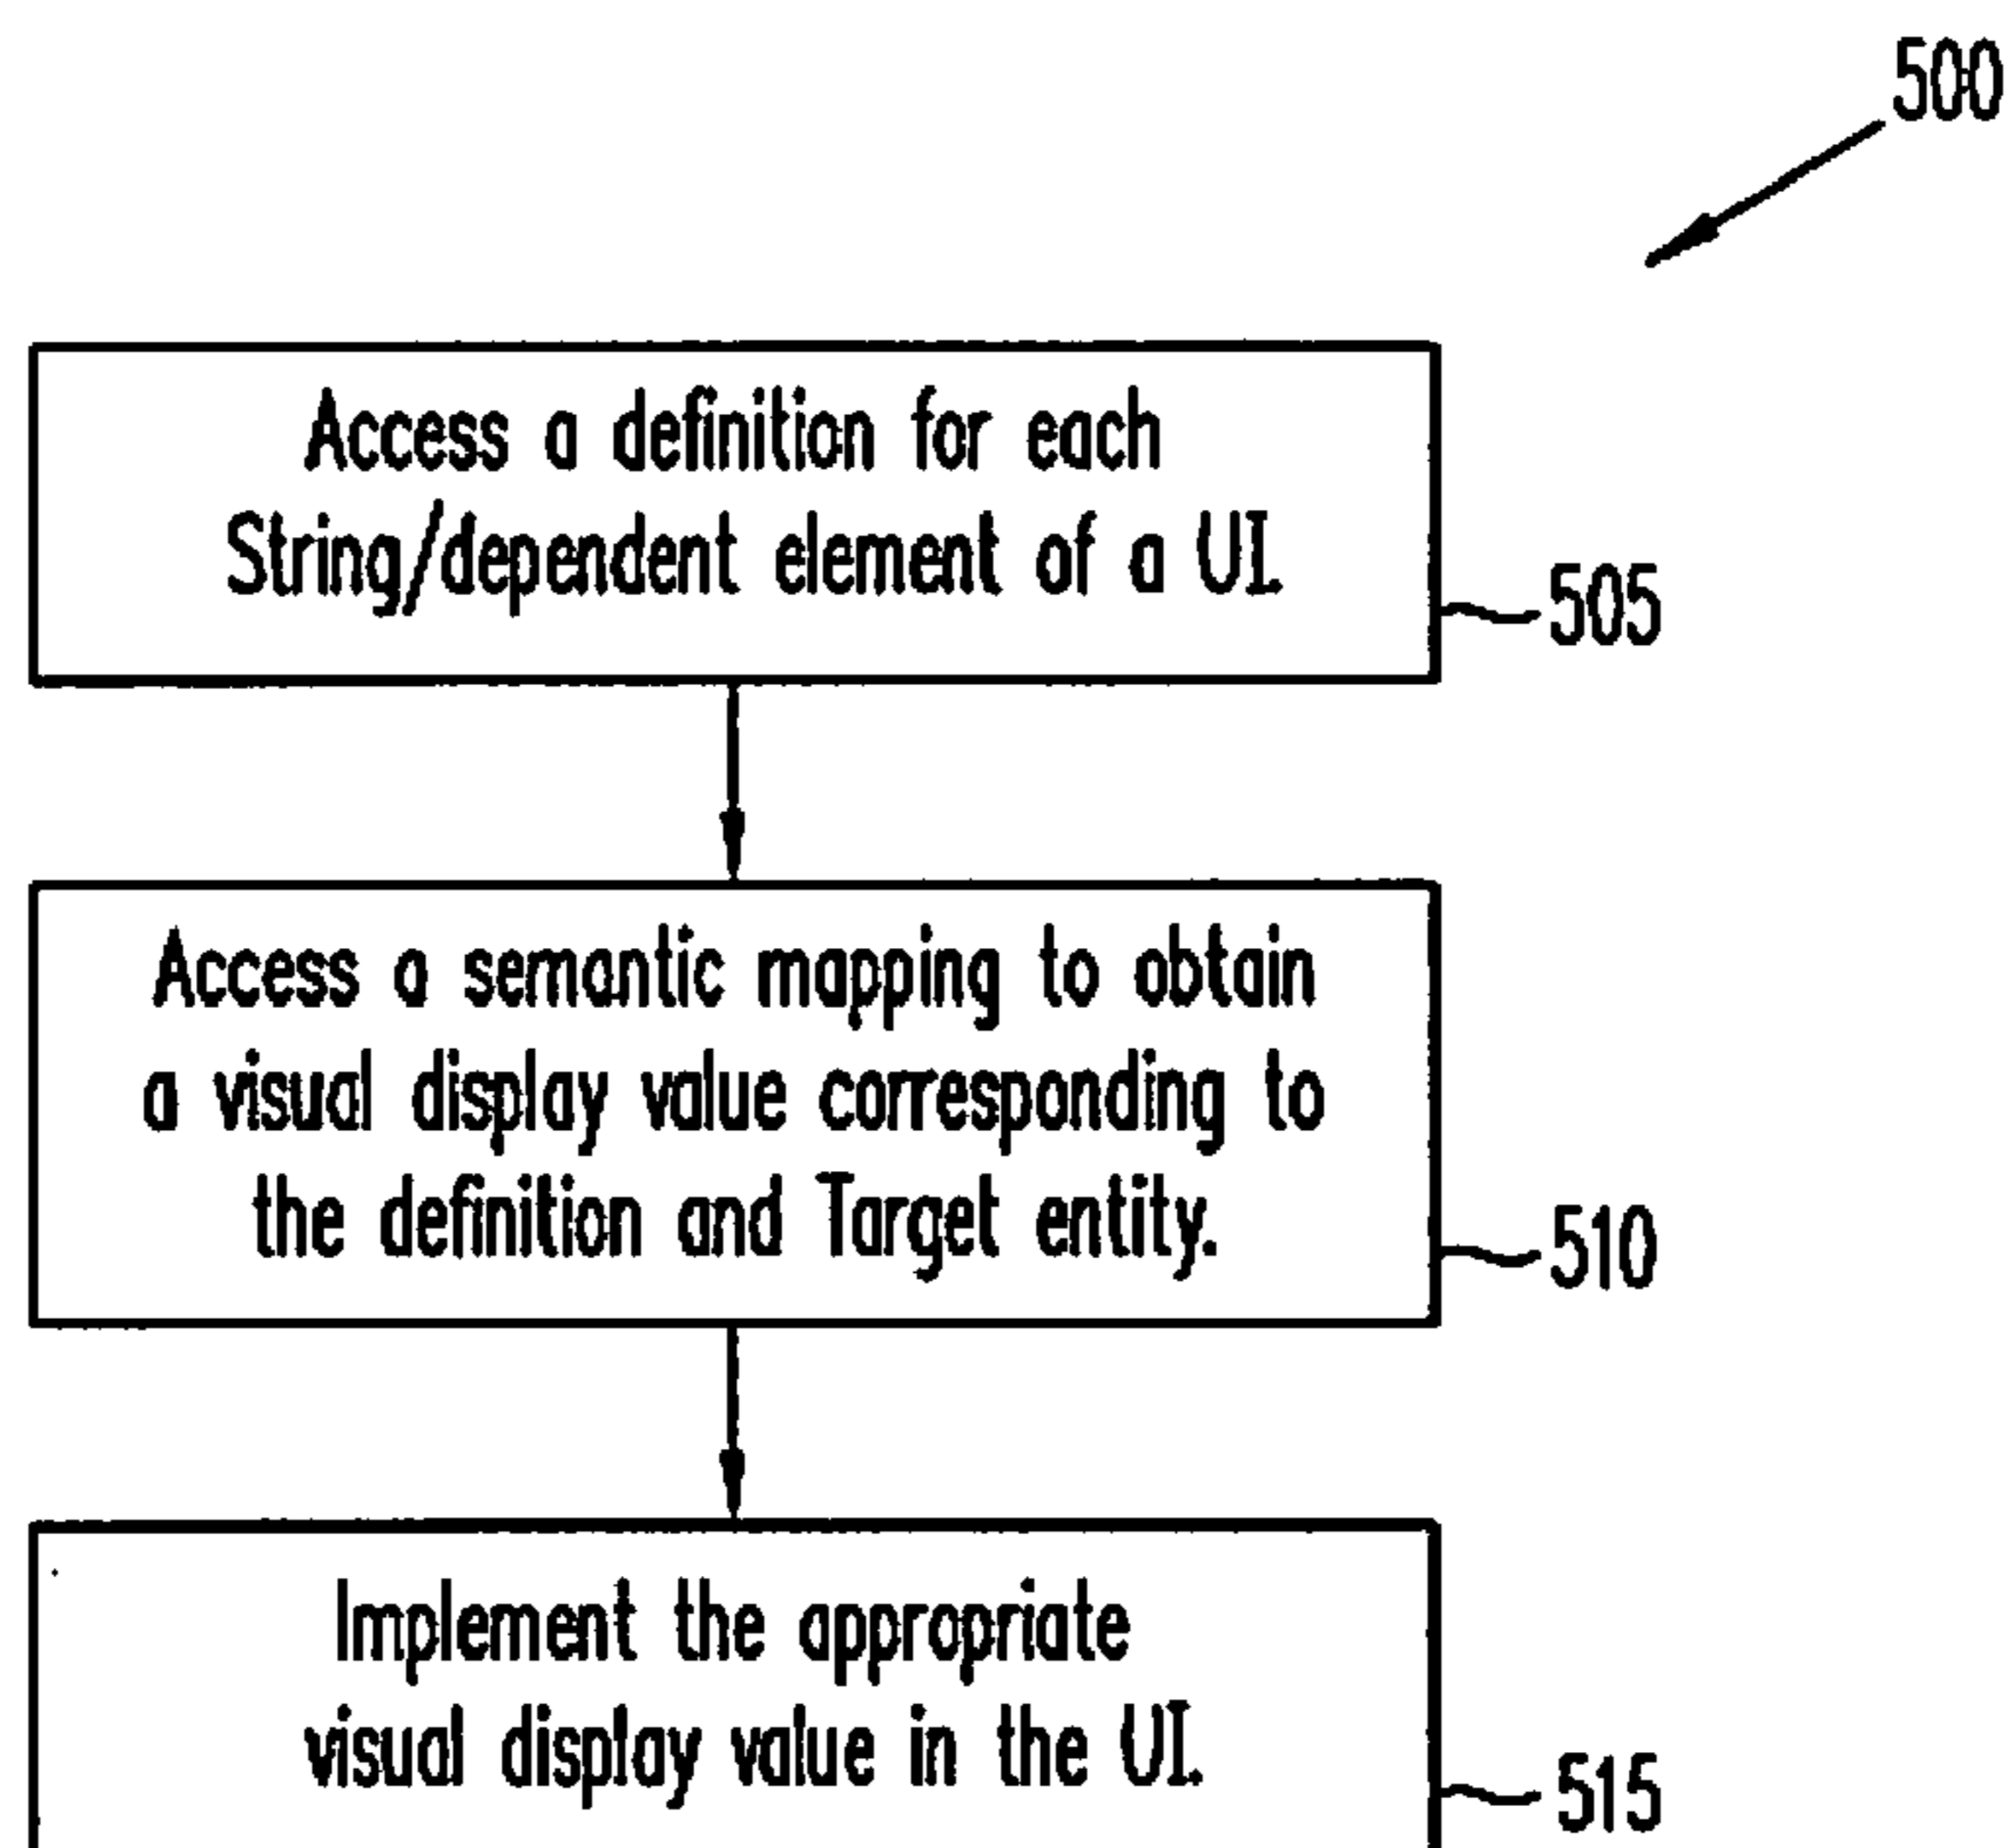 500
Access a definition for each
String/dependent element of a UI.
505
Access a semantic mapping to obtain
a visual display value corresponding to
the definition and Target entity.
510
Implement the appropriate
visual display value in the UI.
515